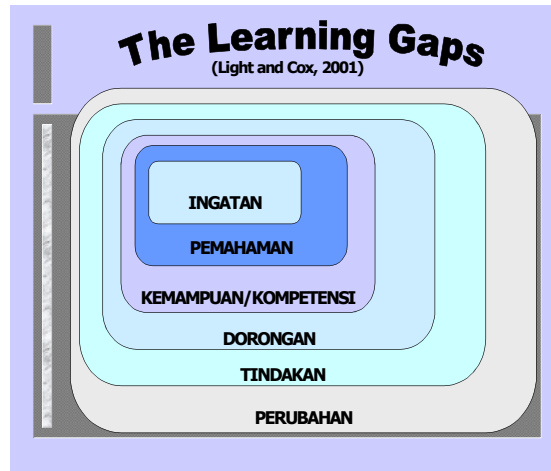 The Learning Gaps
(Light and Cox, 2001)
INGATAN
PEMAHAMAN
KEMAMPUAN/KOMPETENSI
DORONGAN
TINDAKAN
PERUBAHAN